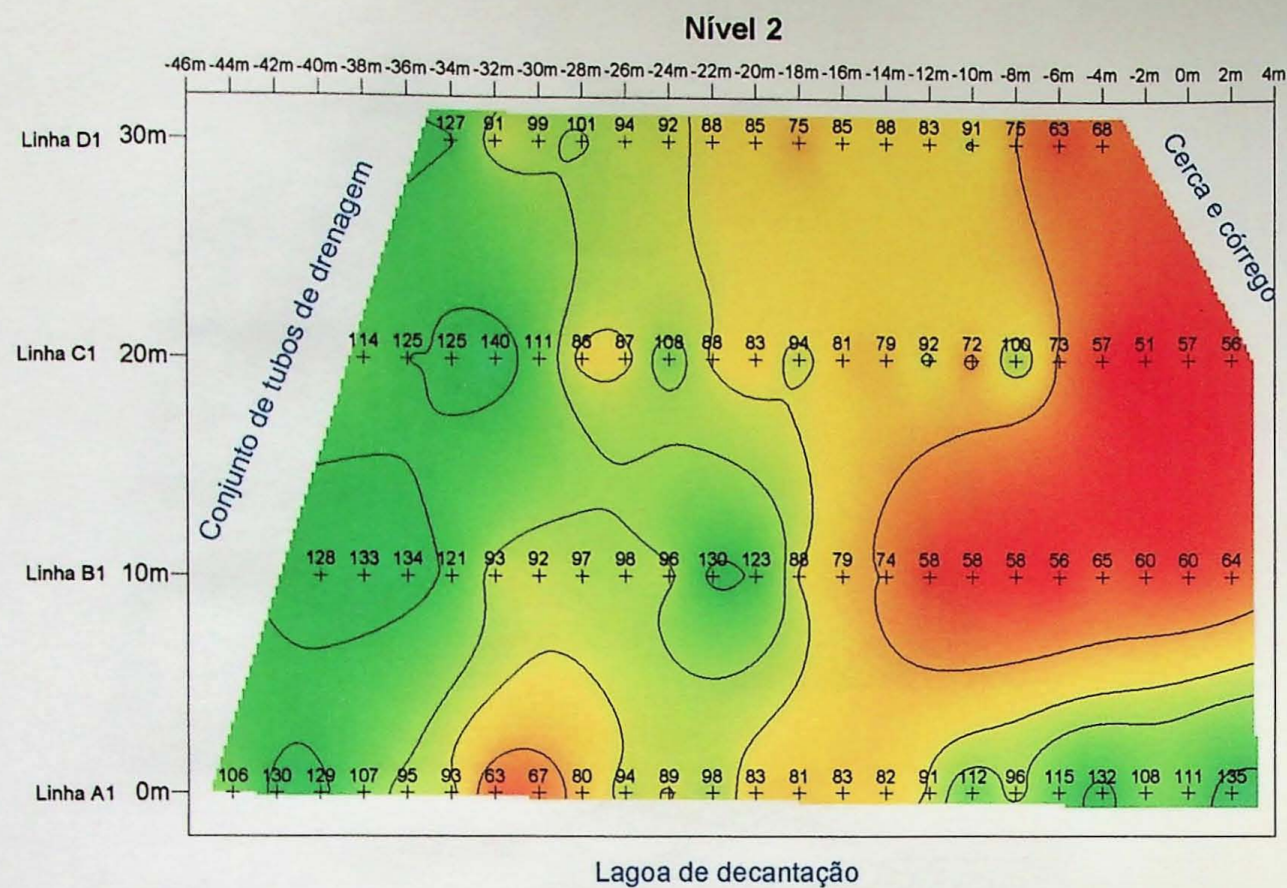 Nível 2
-46m -44m -42m -40m -38m -36m -34m -32m -30m -28m -26m -24m -22m -20m -18m -16m -14m -12m -10m -8m -6m -4m -2m 0m 2m 4m
Linha D1 30m 127 91 99 101 94 92 88 85 75 85 88 83 91 75 63 68
Conjunto de tubos de drenagem
Cerca e córrego
Linha C1 20m 114 125 125 140 111 86 87 108 88 83 94 81 79 92 72 100 73 57 51 57 56
Linha B1 10m 128 133 134 121 93 92 97 98 96 130 123 88 79 74 58 58 58 56 65 60 60 64
Linha A1 0m 106 130 129 107 95 93 63 67 80 94 89 98 83 81 83 82 91 112 96 115 132 108 111 135
Lagoa de decantação